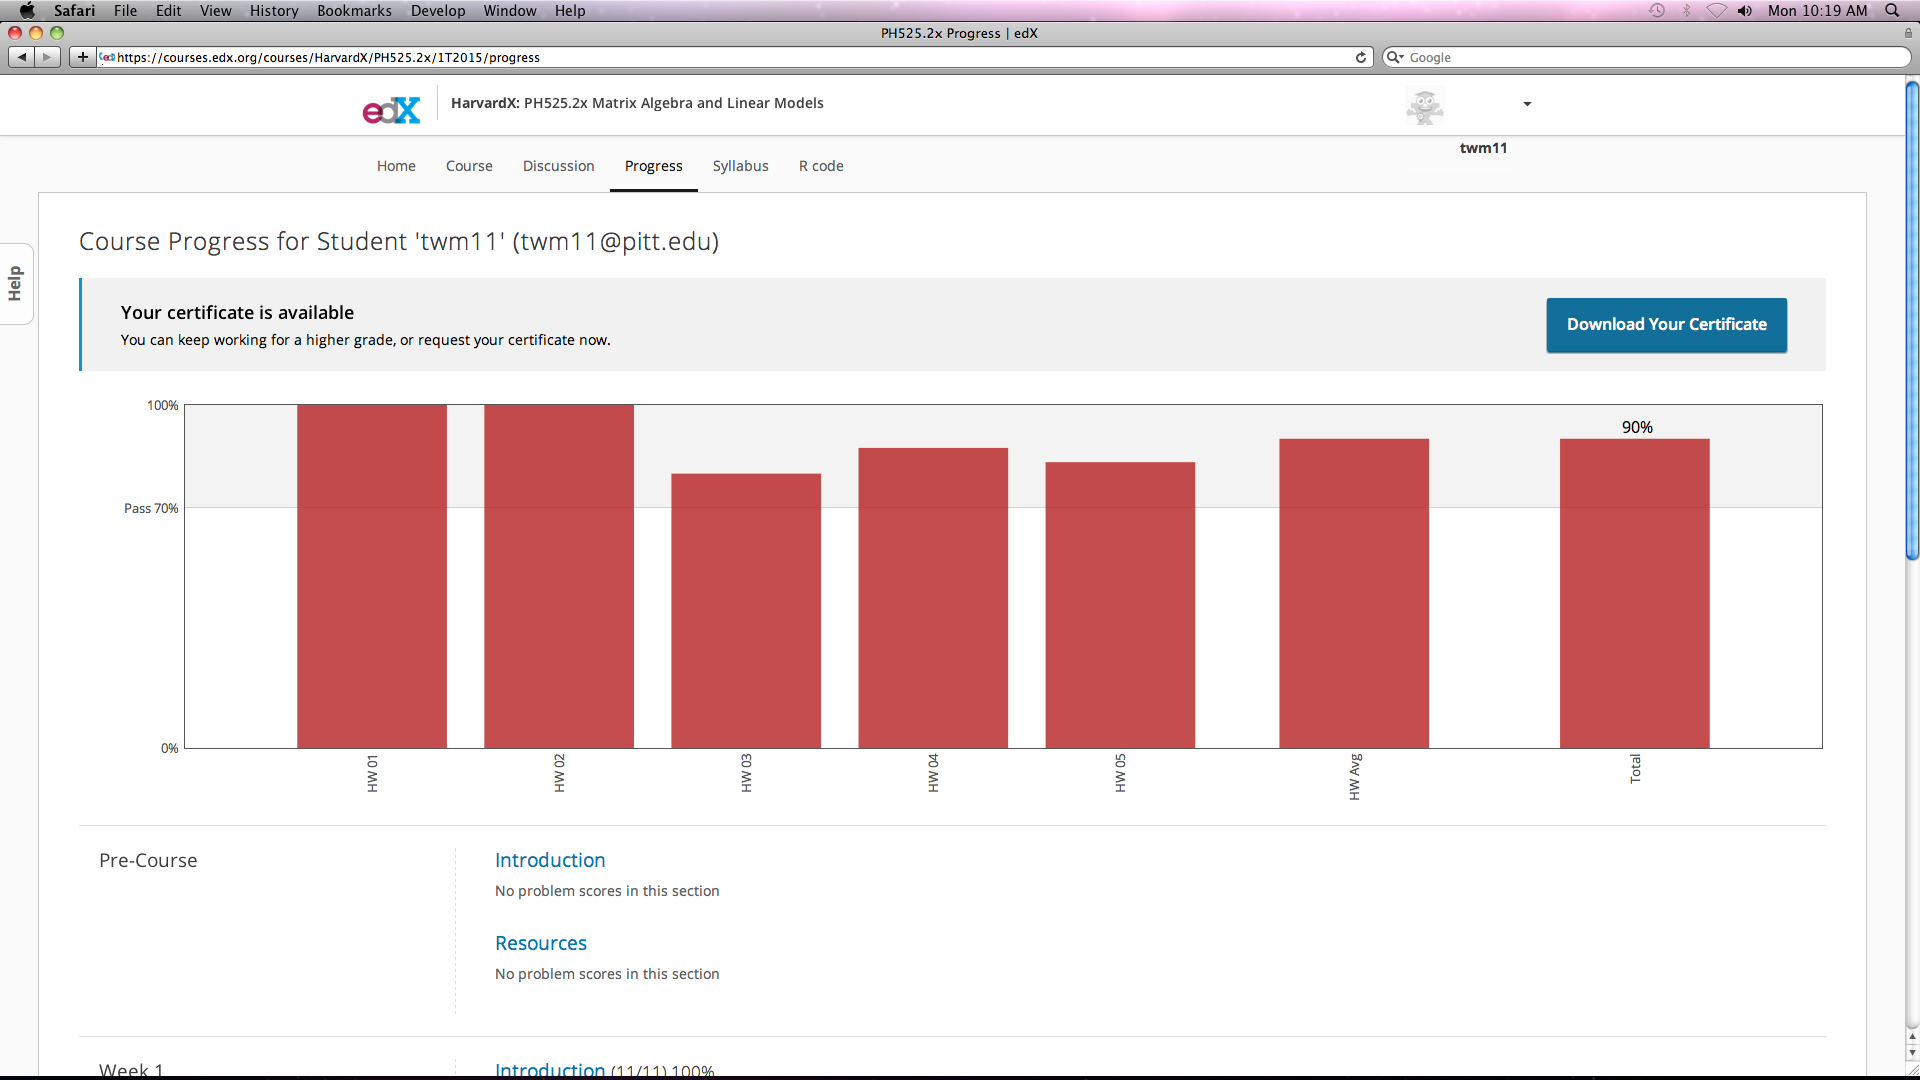 Safari File Edit View History Bookmarks Develop Window Help Mon 10:19 AM
PH525.2x Progress | edX
https://courses.edx.org/courses/HarvardX/PH525.2x/1T2015/progress Google
edX HarvardX: PH525.2x Matrix Algebra and Linear Models
twm11
Home Course Discussion Progress Syllabus R code
Help
Course Progress for Student 'twm11' (twm11@pitt.edu)
Your certificate is available
You can keep working for a higher grade, or request your certificate now.
Download Your Certificate
100%
90%
Pass 70%
0%
HW 01 HW 02 HW 03 HW 04 HW 05 HW Avg Total
Pre-Course
Introduction
No problem scores in this section
Resources
No problem scores in this section
Week 1
Introduction (11/11) 100%